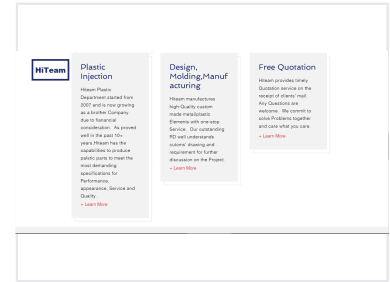 HiTeam
Plastic
Injection
Hiteam Plastic
Department started from
2007 and is now growing
as a brother Company
due to fianancial
consideration. As proved
well in the past 10+
years,Hiteam has the
capabilities to produce
palstic parts to meet the
most demanding
specifications for
Performance,
appearance, Service and
Quality.
+ Learn More
Design,
Molding,Manuf
acturing
Hiteam manufactures
high-Quality custom
made metal/plastic
Elements with one-stop
Service. Our outstanding
RD well understands
cutoms' drawing and
requirement for further
discussion on the Project.
+ Learn More
Free Quotation
Hiteam provides timely
Quotation service on the
receipt of clients' mail.
Any Questions are
welcome. We commit to
solve Problems together
and care what you care.
+ Learn More